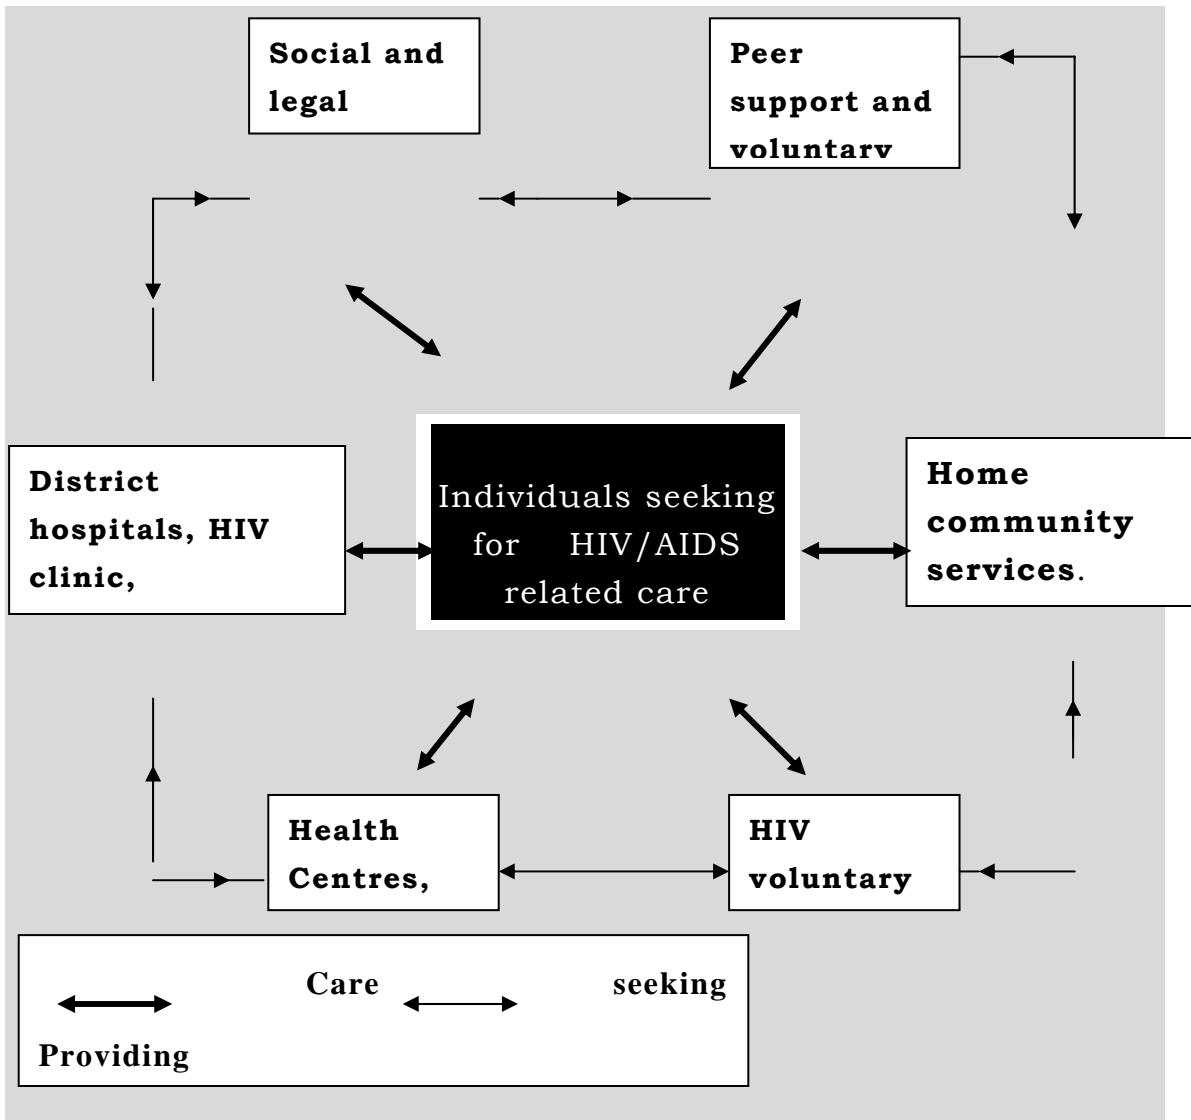 Social and
legal
Peer
support and
voluntary
District
hospitals, HIV
clinic,
Individuals seeking
for HIV/AIDS
related care
Home
community
services.
Health
Centres,
HIV
voluntary
Care seeking
Providing